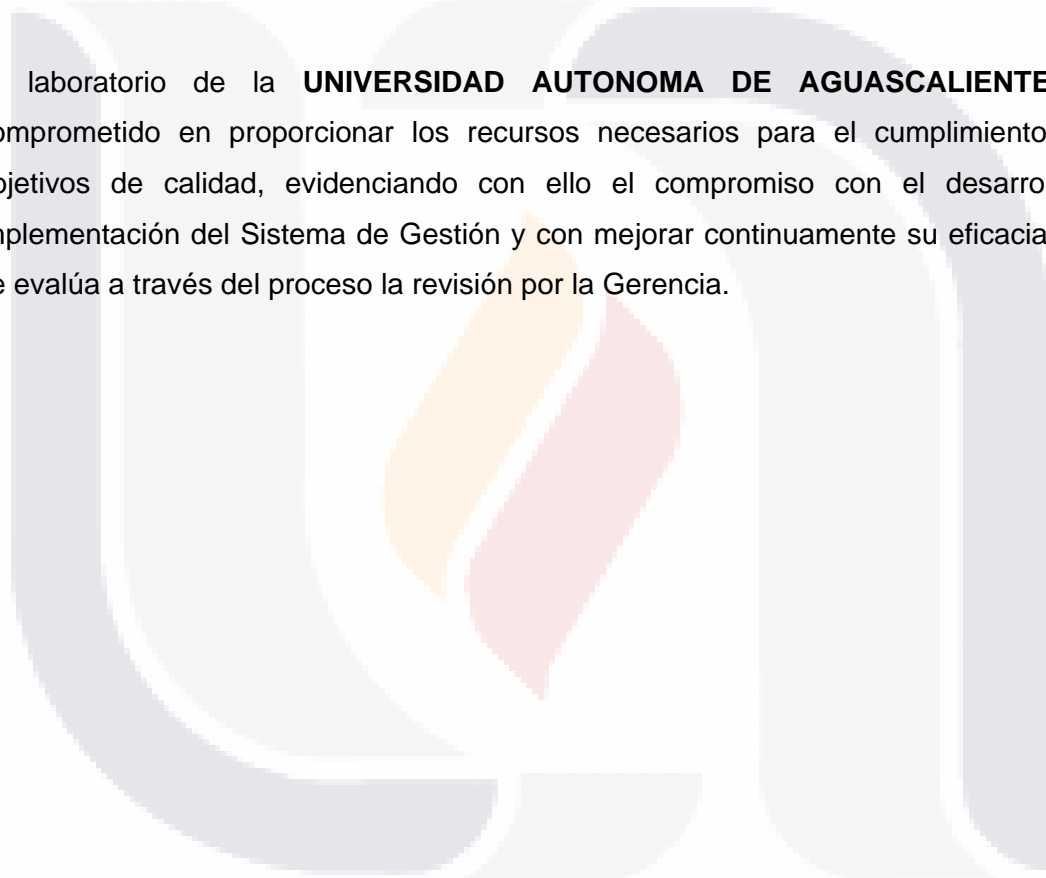 laboratorio de la UNIVERSIDAD AUTONOMA DE AGUASCALIENTE
omprometido en proporcionar los recursos necesarios para el cumplimiento
jetivos de calidad, evidenciando con ello el compromiso con el desarro
mplementación del Sistema de Gestión y con mejorar continuamente su eficacia
e evalúa a través del proceso la revisión por la Gerencia.